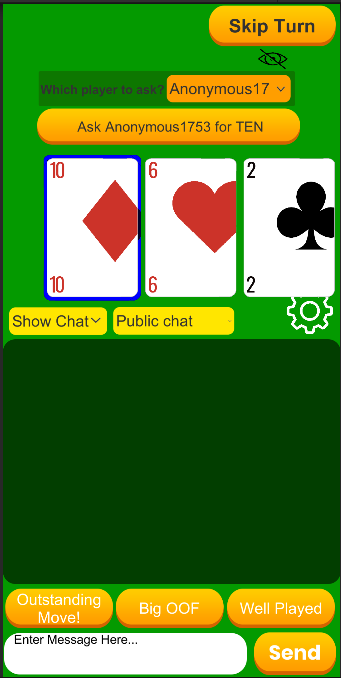 Skip Turn
Which player to ask? Anonymous17
Ask Anonymous1753 for TEN
10 6 2
10 6 2
Show Chat Public chat
Outstanding
Move! Big OOF Well Played
Enter Message Here...
Send